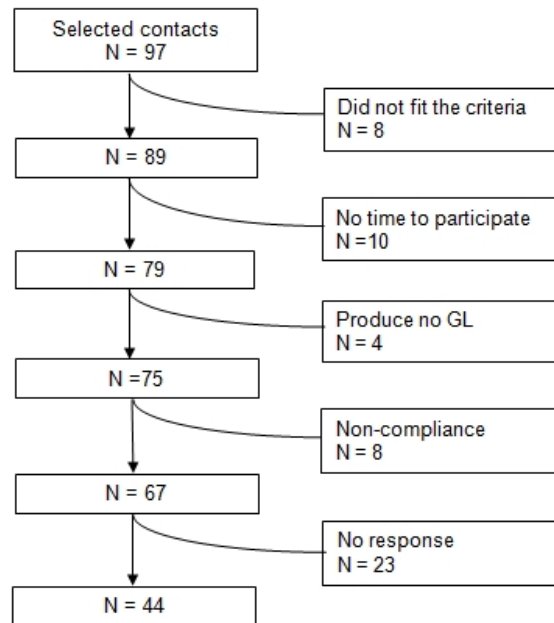 Selected contacts
N = 97
Did not fit the criteria
N = 8
N = 89
No time to participate
N =10
N = 79
Produce no GL
N = 4
N =75
Non-compliance
N = 8
N = 67
No response
N = 23
N = 44